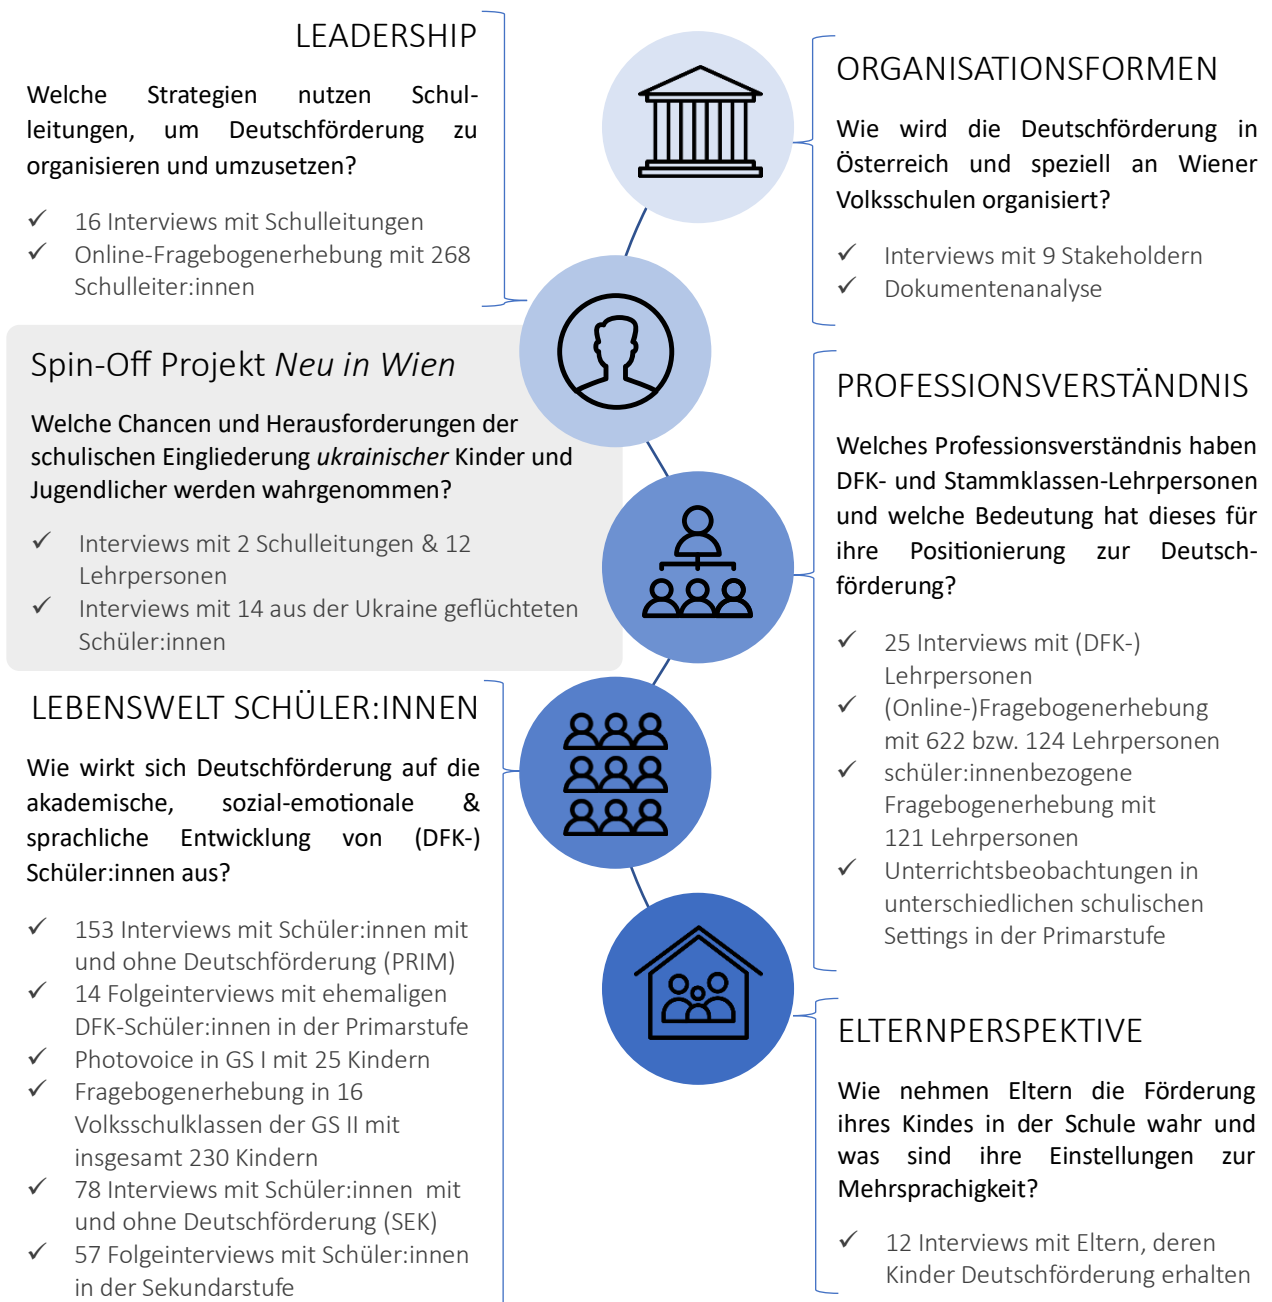 LEADERSHIP
Welche Strategien nutzen Schul-
leitungen, um Deutschförderung zu
organisieren und umzusetzen?
✓ 16 Interviews mit Schulleitungen
✓ Online-Fragebogenerhebung mit 268
Schulleiter:innen
ORGANISATIONSFORMEN
Wie wird die Deutschförderung in
Österreich und speziell an Wiener
Volksschulen organisiert?
✓ Interviews mit 9 Stakeholdern
✓ Dokumentenanalyse
Spin-Off Projekt Neu in Wien
Welche Chancen und Herausforderungen der
schulischen Eingliederung ukrainischer Kinder und
Jugendlicher werden wahrgenommen?
✓ Interviews mit 2 Schulleitungen & 12
Lehrpersonen
✓ Interviews mit 14 aus der Ukraine geflüchteten
Schüler:innen
PROFESSIONSVERSTÄNDNIS
Welches Professionsverständnis haben
DFK- und Stammklassen-Lehrpersonen
und welche Bedeutung hat dieses für
ihre Positionierung zur Deutsch-
förderung?
✓ 25 Interviews mit (DFK-)
Lehrpersonen
✓ (Online-)Fragebogenerhebung
mit 622 bzw. 124 Lehrpersonen
✓ schüler:innenbezogene
Fragebogenerhebung mit
121 Lehrpersonen
✓ Unterrichtsbeobachtungen in
unterschiedlichen schulischen
Settings in der Primarstufe
LEBENSWELT SCHÜLER:INNEN
Wie wirkt sich Deutschförderung auf die
akademische, sozial-emotionale &
sprachliche Entwicklung von (DFK-)
Schüler:innen aus?
✓ 153 Interviews mit Schüler:innen mit
und ohne Deutschförderung (PRIM)
✓ 14 Folgeinterviews mit ehemaligen
DFK-Schüler:innen in der Primarstufe
✓ Photovoice in GS I mit 25 Kindern
✓ Fragebogenerhebung in 16
Volksschulklassen der GS II mit
insgesamt 230 Kindern
✓ 78 Interviews mit Schüler:innen mit
und ohne Deutschförderung (SEK)
✓ 57 Folgeinterviews mit Schüler:innen
in der Sekundarstufe
ELTERNPERSPEKTIVE
Wie nehmen Eltern die Förderung
ihres Kindes in der Schule wahr und
was sind ihre Einstellungen zur
Mehrsprachigkeit?
✓ 12 Interviews mit Eltern, deren
Kinder Deutschförderung erhalten